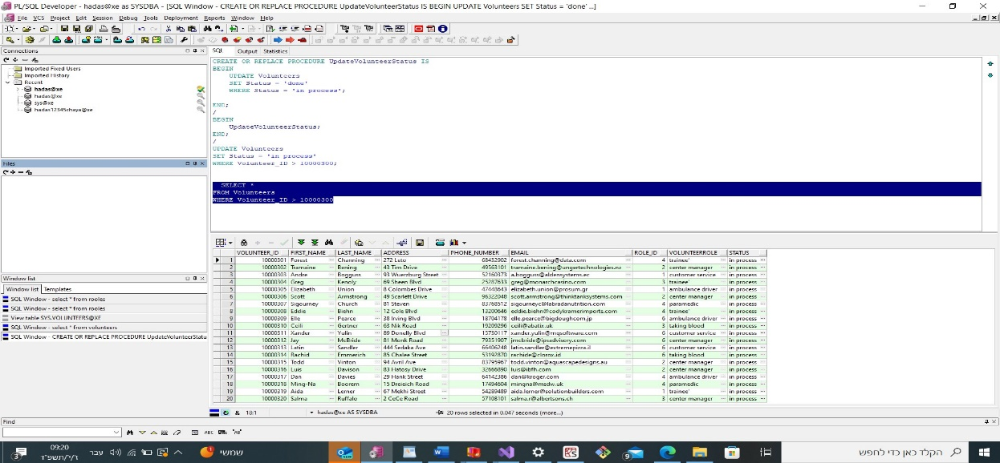 PL/SQL Developer - hadas@xe as SYSDBA - [SQL Window - CREATE OR REPLACE PROCEDURE UpdateVolunteerStatus IS BEGIN UPDATE Volunteers SET Status = 'done' ...]
File VCS Project Edit Session Debug Tools Deployment Reports Window Help
Connections
Imported Fixed Users
Imported History
Recent
hadas@xe
hadas@xe
sys@xe
hadas12345chaya@xe
Files
Window list
Window list Templates
SQL Window - select * from rooles
SQL Window - select * from rooles
View table SYS.VOLUNTEERS@XE
SQL Window - select * from volunteers
SQL Window - CREATE OR REPLACE PROCEDURE UpdateVolunteerStatu
SQL Output Statistics
CREATE OR REPLACE PROCEDURE UpdateVolunteerStatus IS
BEGIN
UPDATE Volunteers
SET Status = 'done'
WHERE Status = 'in process';
END;
/
BEGIN
UpdateVolunteerStatus;
END;
/
UPDATE Volunteers
SET Status = 'in process'
WHERE Volunteer_ID > 10000300;
SELECT *
FROM Volunteers
WHERE Volunteer_ID > 10000300
VOLUNTEER_ID FIRST_NAME LAST_NAME ADDRESS PHONE_NUMBER EMAIL ROLE_ID VOLUNTEERROLE STATUS
1 10000301 Forest Channing 272 Leto 68432902 forest.channing@data.com 4 trainee' in process
2 10000302 Tramaine Bening 43 Tim Drive 49563101 tramaine.bening@ungertechnologies.nz 2 center manager in process
3 10000303 Andre Bogguss 93 Wuerzburg Street 52160373 a.bogguss@aldensystems.ec 1 customer service in process
4 10000304 Greg Kenoly 69 Sheen Blvd 25287633 greg@monarchcasino.com 3 trainee' in process
5 10000305 Elizabeth Union 8 Colombes Drive 47448643 elizabeth.union@prosum.gr 1 ambulance driver in process
6 10000306 Scott Armstrong 49 Scarlett Drive 96322048 scott.armstrong@thinktanksystems.com 2 center manager in process
7 10000307 Sigourney Church 81 Steven 83768512 sigourneyc@labradanutrition.com 4 paramedic in process
8 10000308 Eddie Biehn 12 Cole Blvd 13200646 eddie.biehn@codykramerimports.com 4 trainee' in process
9 10000309 Elle Pearce 38 Irving Blvd 18704178 elle.pearce@bigdoughcom.jp 6 ambulance driver in process
10 10000310 Ceili Gertner 63 Nik Road 19209296 ceili@abatix.uk 3 taking blood in process
11 10000311 Xander Yulin 89 Donelly Blvd 15730117 xander.yulin@mqsoftware.com 6 customer service in process
12 10000312 Jay McBride 81 Monk Road 79351907 jmcbride@ipsadvisory.com 6 center manager in process
13 10000313 Latin Sandler 444 Sedaka Ave 66406248 latin.sandler@extremepizza.il 6 customer service in process
14 10000314 Rachid Emmerich 85 Chalee Street 53192870 rachide@clorox.id 6 taking blood in process
15 10000315 Todd Vinton 94 Avril Ave 83795967 todd.vinton@aquascapedesigns.au 2 center manager in process
16 10000316 Luis Davison 83 Hatosy Drive 32666890 luis@ibfh.com 2 center manager in process
17 10000317 Dan Davies 29 Hank Street 64142386 dan@kroger.com 4 ambulance driver in process
18 10000318 Ming-Na Boorem 15 Dreieich Road 17494604 mingna@msdw.uk 4 paramedic in process
19 10000319 Aida Lerner 67 Mekhi Street 54289489 aida.lerner@solutionbuilders.com 1 trainee' in process
20 10000320 Salma Ruffalo 2 CeCe Road 57108101 salma.r@albertsons.ch 3 center manager in process
18:1 hadas@xe AS SYSDBA 20 rows selected in 0.047 seconds (more...)
Find
ABC
"AB"
09:20
ז'/י'/תשפ"ד
עבר
שמשי
הקלד כאן כדי לחפש